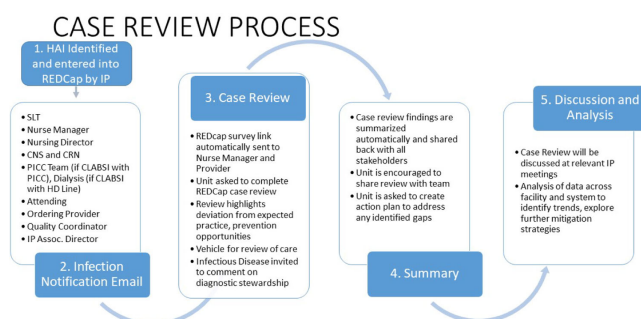 CASE REVIEW PROCESS
1. HAI Identified
and entered into
REDCap by IP
• SLT
• Nurse Manager
• Nursing Director
• CNS and CRN
• PICC Team (if CLABSI with
PICC), Dialysis (if CLABSI
with HD Line)
• Attending
• Ordering Provider
• Quality Coordinator
• IP Assoc. Director
2. Infection
Notification Email
3. Case Review
• REDcap survey link
automatically sent to
Nurse Manager and
Provider
• Unit asked to complete
REDCap case review
• Review highlights
deviation from expected
practice, prevention
opportunities
• Vehicle for review of care
• Infectious Disease invited
to comment on
diagnostic stewardship
• Case review findings are
summarized
automatically and shared
back with all
stakeholders
• Unit is encouraged to
share review with team
• Unit is asked to create
action plan to address
any identified gaps
4. Summary
5. Discussion and
Analysis
• Case Review will be
discussed at relevant IP
meetings
• Analysis of data across
facility and system to
identify trends, explore
further mitigation
strategies